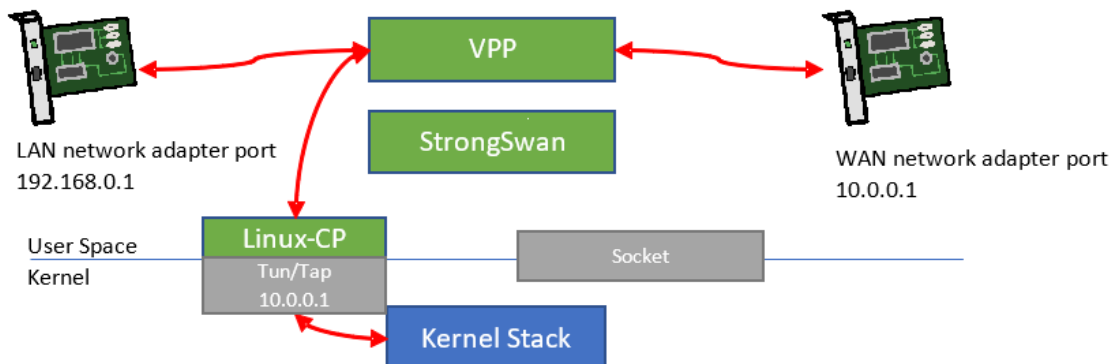 VPP
StrongSwan
LAN network adapter port
192.168.0.1
WAN network adapter port
10.0.0.1
Linux-CP
User Space
Kernel
Tun/Tap
10.0.0.1
Socket
Kernel Stack